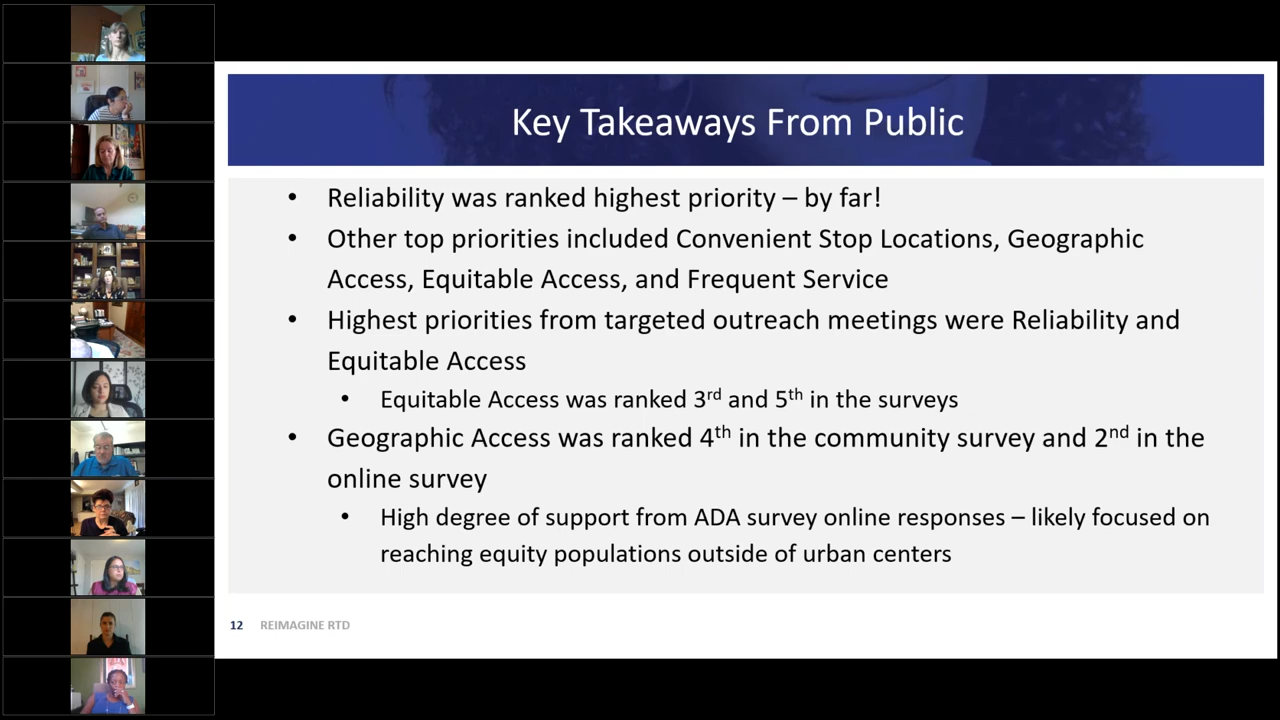 Key Takeaways From Public
• Reliability was ranked highest priority – by far!
• Other top priorities included Convenient Stop Locations, Geographic
Access, Equitable Access, and Frequent Service
• Highest priorities from targeted outreach meetings were Reliability and
Equitable Access
• Equitable Access was ranked 3rd and 5th in the surveys
• Geographic Access was ranked 4th in the community survey and 2nd in the
online survey
• High degree of support from ADA survey online responses – likely focused on
reaching equity populations outside of urban centers
12 REIMAGINE RTD